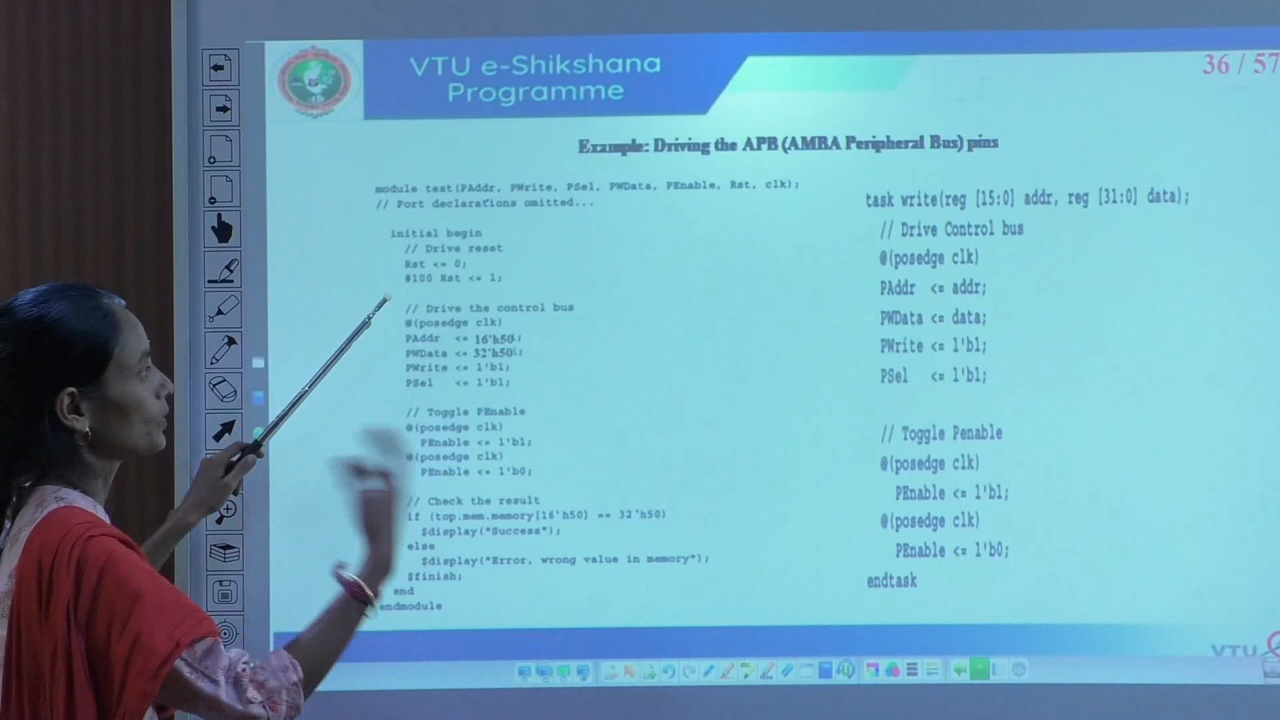 VTU e-Shikshana
Programme
36 / 57
Example: Driving the APB (AMBA Peripheral Bus) pins
module test(PAddr, PWrite, PSel, PWData, PEnable, Rst, clk);
// Port declarations omitted...
initial begin
// Drive reset
Rst <= 0;
#100 Rst <= 1;
// Drive the control bus
@(posedge clk)
PAddr <= 16'h50;
PWData <= 32'h50;
PWrite <= 1'b1;
PSel <= 1'b1;
// Toggle PEnable
@(posedge clk)
PEnable <= 1'b1;
@(posedge clk)
PEnable <= 1'b0;
// Check the result
if (top.mem.memory[16'h50] == 32'h50)
$display("Success");
else
$display("Error, wrong value in memory");
$finish;
end
endmodule
task write(reg [15:0] addr, reg [31:0] data);
// Drive Control bus
@(posedge clk)
PAddr <= addr;
PWData <= data;
PWrite <= 1'b1;
PSel <= 1'b1;
// Toggle Penable
@(posedge clk)
PEnable <= 1'b1;
@(posedge clk)
PEnable <= 1'b0;
endtask
VTU